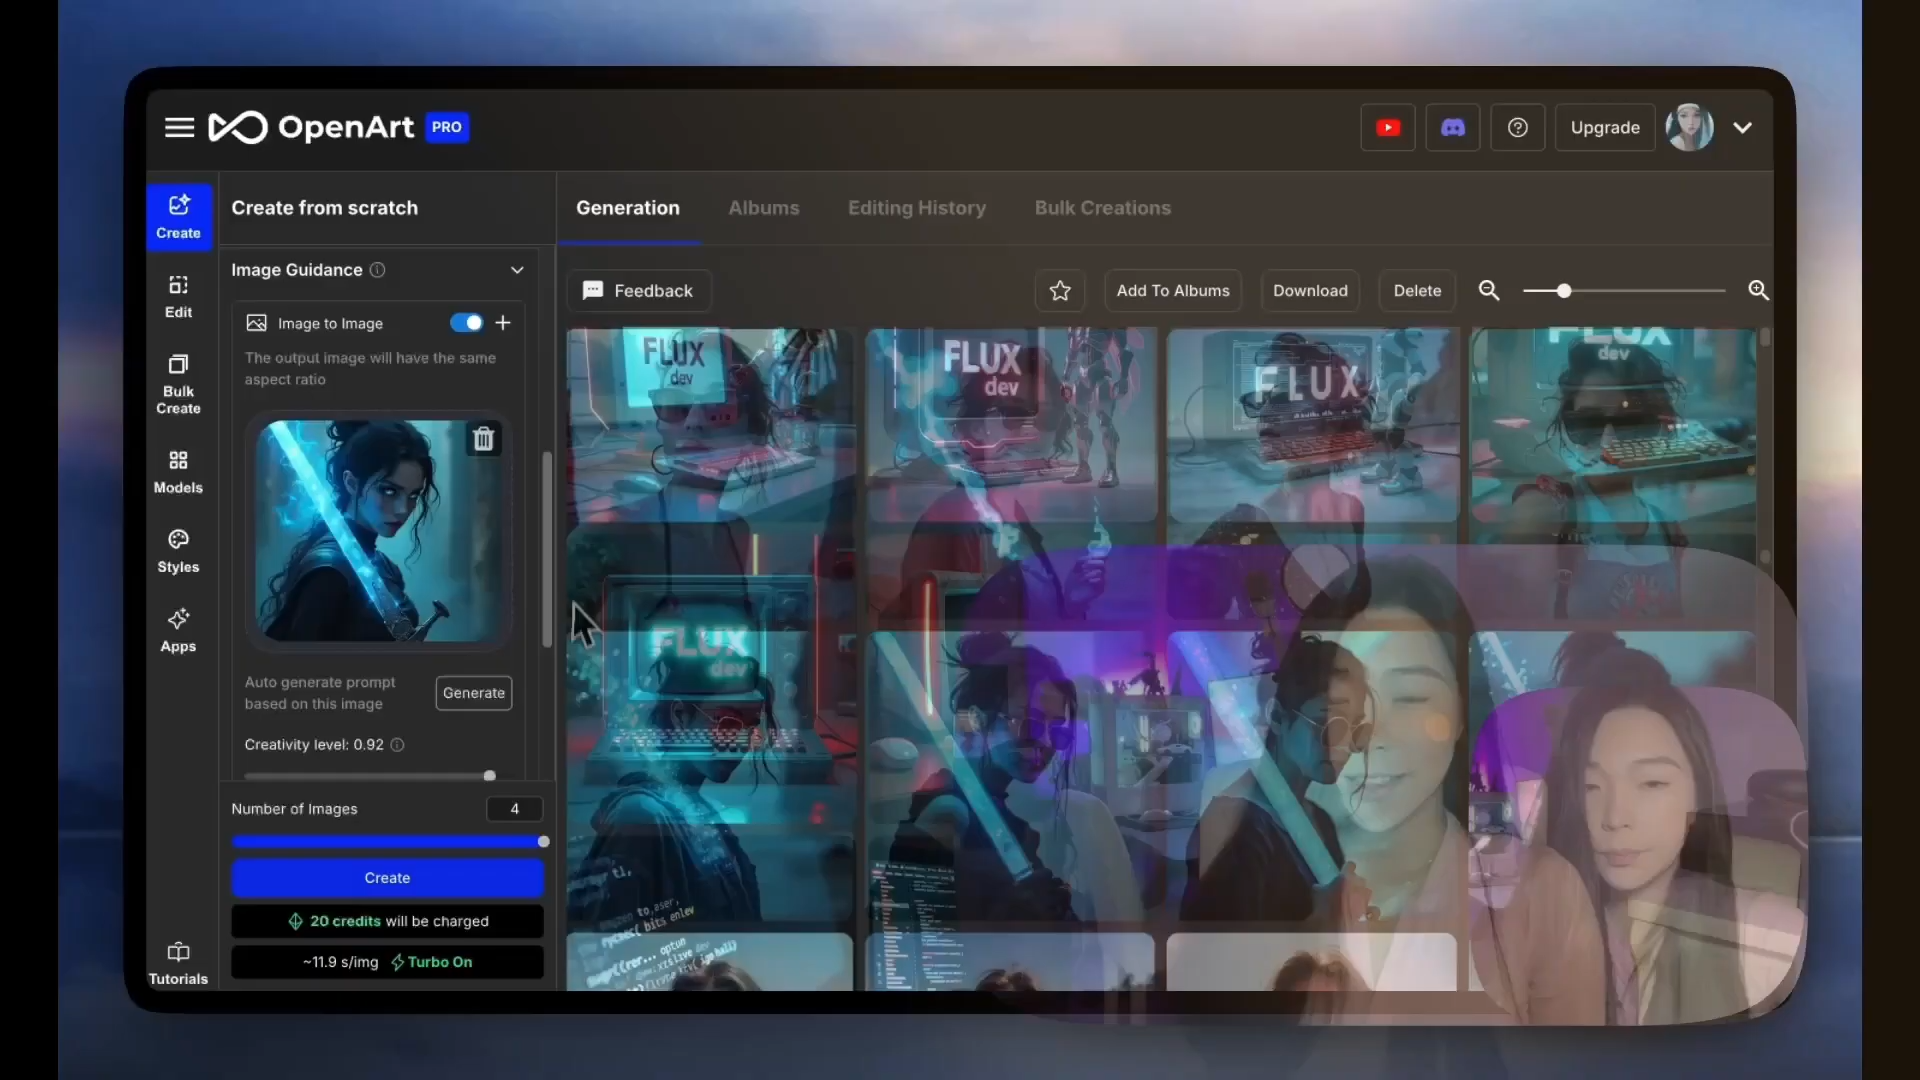 OpenArt PRO
Upgrade
Create
Edit
Bulk
Create
Models
Styles
Apps
Tutorials
Create from scratch
Image Guidance
Image to Image
The output image will have the same
aspect ratio
Auto generate prompt
based on this image
Generate
Creativity level: 0.92
Number of Images
4
Create
20 credits will be charged
~11.9 s/img Turbo On
Generation
Albums
Editing History
Bulk Creations
Feedback
Add To Albums
Download
Delete
FLUX
dev
FLUX
dev
FLUX
FLUX
dev
FLUX
dev